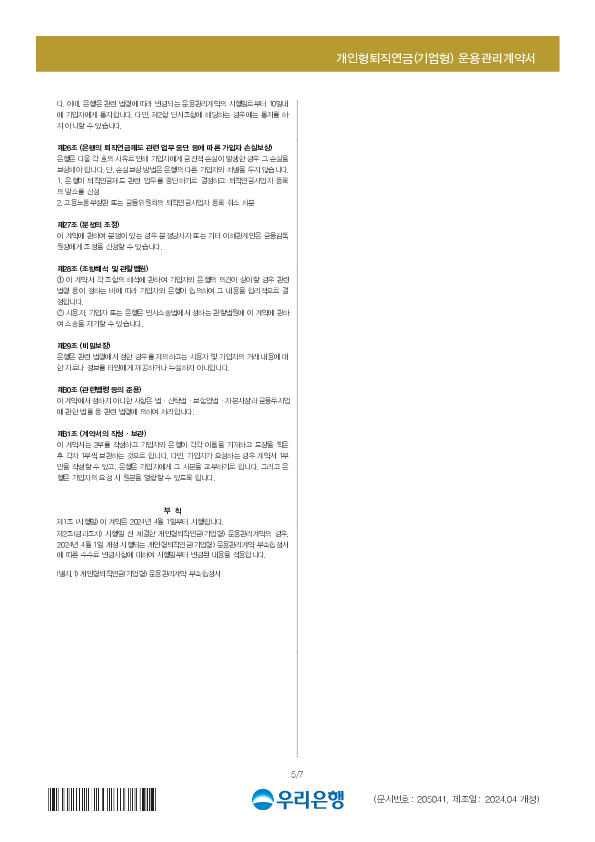 개인형퇴직연금(기업형) 운용관리계약서
다. 이때, 은행은 관련 법령에 따라 변경되는 운용관리계약의 시행일로부터 10일내
에 가입자에게 통지합니다. 다만, 제2항 단서조항에 해당하는 경우에는 통지를 하
지 아니할 수 있습니다.
제26조 (은행의 퇴직연금제도 관련 업무 중단 등에 따른 가입자 손실보상)
은행은 다음 각 호의 사유로 인해 가입자에게 금전적 손실이 발생한 경우 그 손실을
보상해야 합니다. 단, 손실보상 방법은 은행의 다른 가입자와 차별을 두지 않습니다.
1. 은행이 퇴직연금제도 관련 업무를 중단하기로 결정하고 퇴직연금사업자 등록
의 말소를 신청
2. 고용노동부장관 또는 금융위원회의 퇴직연금사업자 등록 취소 처분
제27조 (분쟁의 조정)
이 계약에 관하여 분쟁이 있는 경우 분쟁당사자 또는 기타 이해관계인은 금융감독
원장에게 조정을 신청할 수 있습니다.
제28조 (조항해석 및 관할법원)
① 이 계약서 각 조항의 해석에 관하여 가입자와 은행의 의견이 상이할 경우 관련
법령 등이 정하는 바에 따라 가입자와 은행이 협의하여 그 내용을 합리적으로 결
정합니다.
② 사용자, 가입자 또는 은행은 민사소송법에서 정하는 관할법원에 이 계약에 관하
여 소송을 제기할 수 있습니다.
제29조 (비밀보장)
은행은 관련 법령에서 정한 경우를 제외하고는 사용자 및 가입자의 거래 내용에 대
한 자료나 정보를 타인에게 제공하거나 누설하지 아니합니다.
제30조 (관련법령 등의 준용)
이 계약에서 정하지 아니한 사항은 법ㆍ신탁법ㆍ보험업법ㆍ자본시장과 금융투자업
에 관한 법률 등 관련 법령에 의하여 처리합니다.
제31조 (계약서의 작성ㆍ보관)
이 계약서는 2부를 작성하고 가입자와 은행이 각각 이름을 기재하고 도장을 찍은
후 각자 1부씩 보관하는 것으로 합니다. 다만, 가입자가 요청하는 경우 계약서 1부
만을 작성할 수 있고, 은행은 가입자에게 그 사본을 교부하기로 합니다. 그리고 은
행은 가입자의 요청 시 원본을 열람할 수 있도록 합니다.
부 칙
제1조 (시행일) 이 계약은 2024년 4월 1일부터 시행합니다.
제2조(경과조치) 시행일 전 체결한 개인형퇴직연금(기업형) 운용관리계약의 경우,
2024년 4월 1일 개정 시행되는 개인형퇴직연금(기업형) 운용관리계약 부속협정서
에 따른 수수료 변경사항에 대하여 시행일부터 변경된 내용을 적용합니다.
(별지.1) 개인형퇴직연금(기업형) 운용관리계약 부속협정서
5/7
우리은행
(문서번호 : 205041, 제조일 : 2024.04 개정)